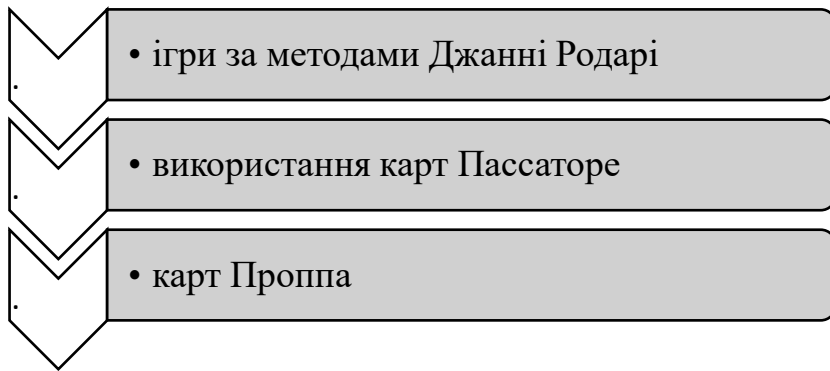 • ігри за методами Джанні Родарі
.
• використання карт Пассаторе
.
• карт Проппа
.